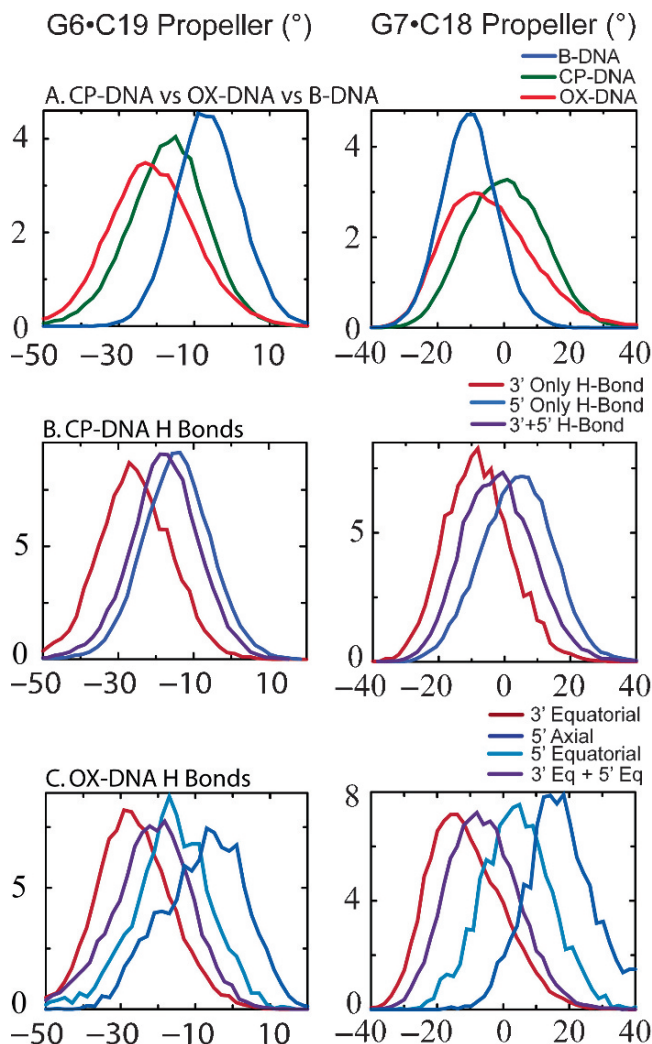 G6•C19 Propeller (°) G7•C18 Propeller (°)
B-DNA
CP-DNA
OX-DNA
A. CP-DNA vs OX-DNA vs B-DNA
4
2
0
−50 −30 −10 10
4
2
0
−40 −20 0 20 40
3' Only H-Bond
5' Only H-Bond
3'+5' H-Bond
B. CP-DNA H Bonds
5
0
−50 −30 −10 10
5
0
−40 −20 0 20 40
3' Equatorial
5' Axial
5' Equatorial
3' Eq + 5' Eq
C. OX-DNA H Bonds
5
0
−50 −30 −10 10
8
4
0
−40 −20 0 20 40